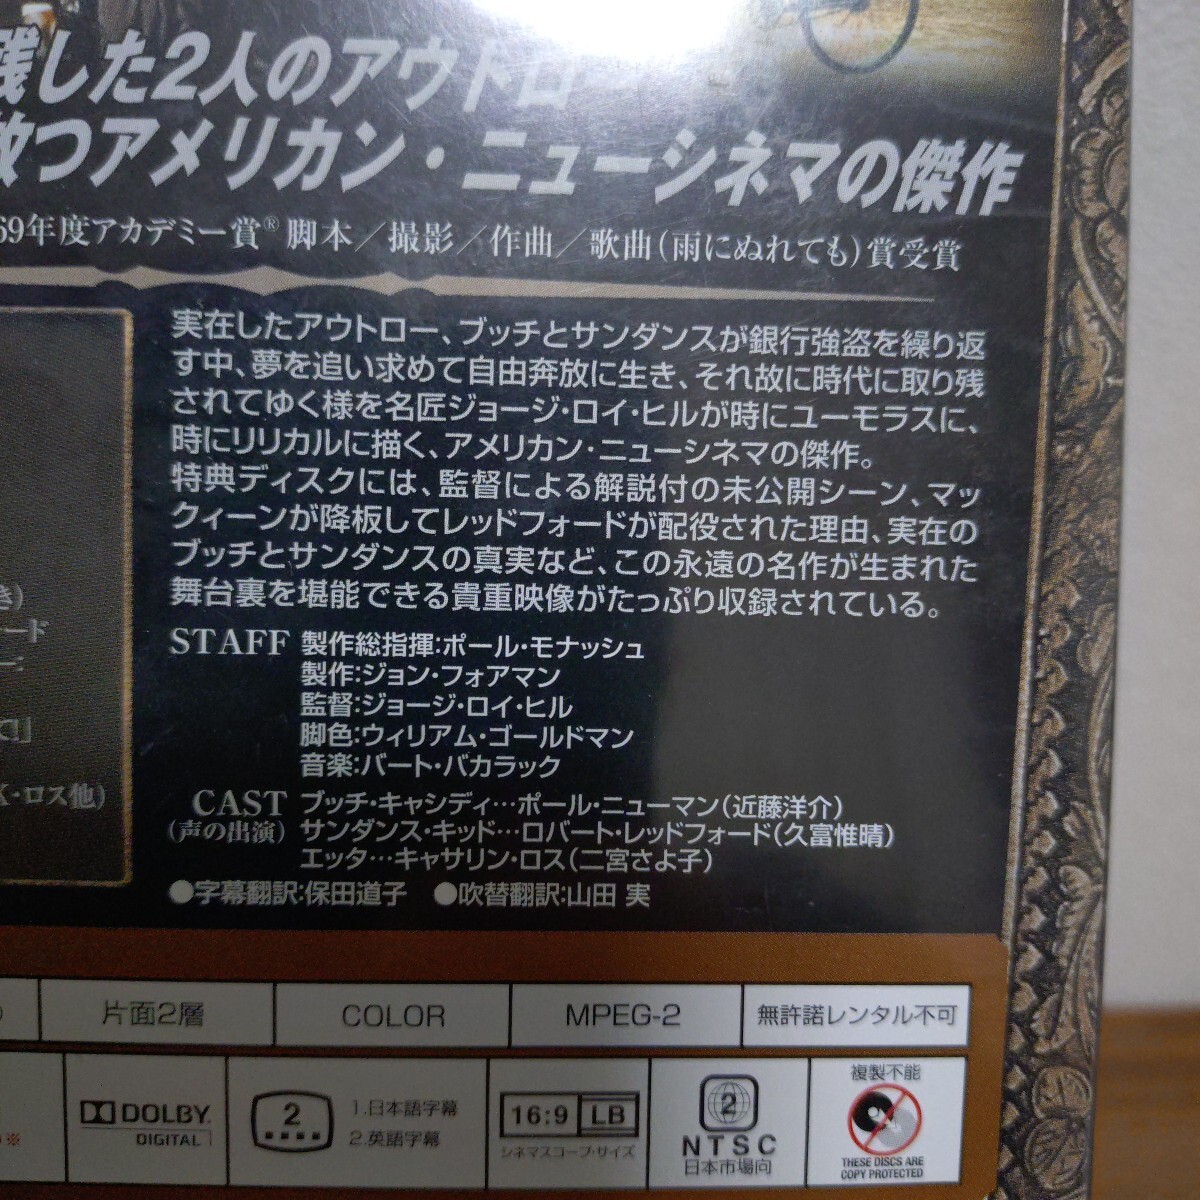 残した2人のアウトロ
放つアメリカン・ニューシネマの傑作
69年度アカデミー賞®脚本／撮影／作曲／歌曲(雨にぬれても)賞受賞
実在したアウトロー、ブッチとサンダンスが銀行強盗を繰り返
す中、夢を追い求めて自由奔放に生き、それ故に時代に取り残
されてゆく様を名匠ジョージ・ロイ・ヒルが時にユーモラスに、
時にリリカルに描く、アメリカン・ニューシネマの傑作。
特典ディスクには、監督による解説付の未公開シーン、マッ
クィーンが降板してレッドフォードが配役された理由、実在の
ブッチとサンダンスの真実など、この永遠の名作が生まれた
舞台裏を堪能できる貴重映像がたっぷり収録されている。
き)
ード
ー:
K・ロス他)
STAFF 製作総指揮:ポール・モナッシュ
製作:ジョン・フォアマン
監督:ジョージ・ロイ・ヒル
脚色:ウィリアム・ゴールドマン
音楽:バート・バカラック
CAST ブッチ・キャシディ…ポール・ニューマン(近藤洋介)
(声の出演) サンダンス・キッド…ロバート・レッドフォード(久富惟晴)
エッタ…キャサリン・ロス(二宮さよ子)
●字幕翻訳:保田道子 ●吹替翻訳:山田 実
片面2層 COLOR MPEG-2 無許諾レンタル不可
DOLBY
DIGITAL
2
1.日本語字幕
2.英語字幕
16:9 LB
シネマスコープ・サイズ
2
NTSC
日本市場向
複製不能
THESE DISCS ARE
COPY PROTECTED
※